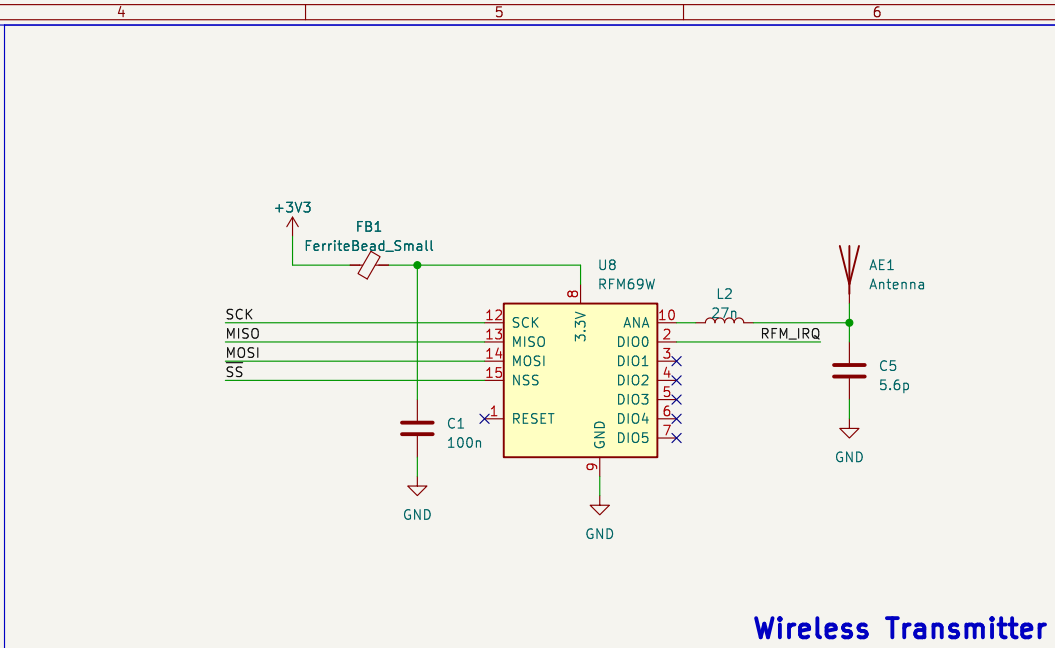 4 5 6
+3V3
FB1
FerriteBead_Small
U8
RFM69W
AE1
Antenna
L2
27n
8
3.3V
SCK 12 SCK ANA 10
MISO 13 MISO DIO0 2 RFM_IRQ
MOSI 14 MOSI DIO1 3
SS 15 NSS DIO2 4
DIO3 5
1 RESET DIO4 6
DIO5 7
GND
9
C5
5.6p
GND
C1
100n
GND
GND
Wireless Transmitter